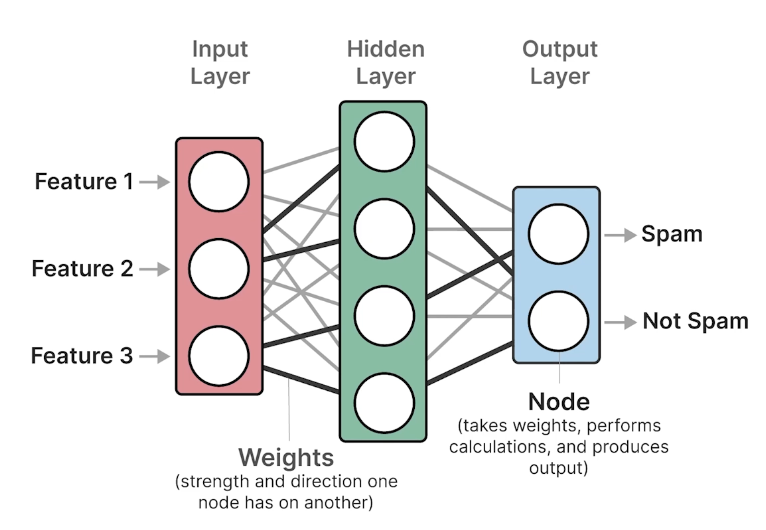 Input
Layer
Hidden
Layer
Output
Layer
Feature 1
Feature 2
Feature 3
Spam
Not Spam
Node
(takes weights, performs
calculations, and produces
output)
Weights
(strength and direction one
node has on another)